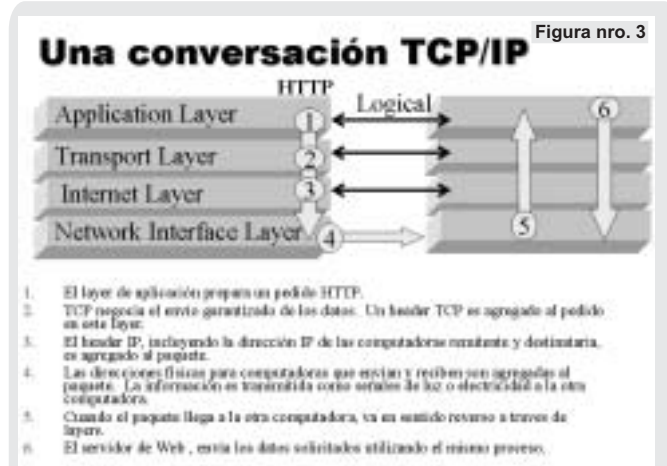 Figura nro. 3
Una conversación TCP/IP
HTTP
Application Layer
1
Logical
6
Transport Layer
2
Internet Layer
3
Network Interface Layer
4
5
1. El layer de aplicación prepara un pedido HTTP.
2. TCP negocia el envio garantizado de los datos. Un header TCP es agregado al pedido
en este layer.
3. El header IP, incluyendo la dirección IP de las computadoras remitente y destinataria,
es agregado al paquete.
4. Las direcciones físicas para computadoras que envían y reciben son agregadas al
paquete. La información es transmitida como señales de luz o electricidad a la otra
computadora.
5. Cuando el paquete llega a la otra computadora, va en sentido reverso a traves de
layers.
6. El servidor de Web , envia los datos solicitados utilizando el mismo proceso.